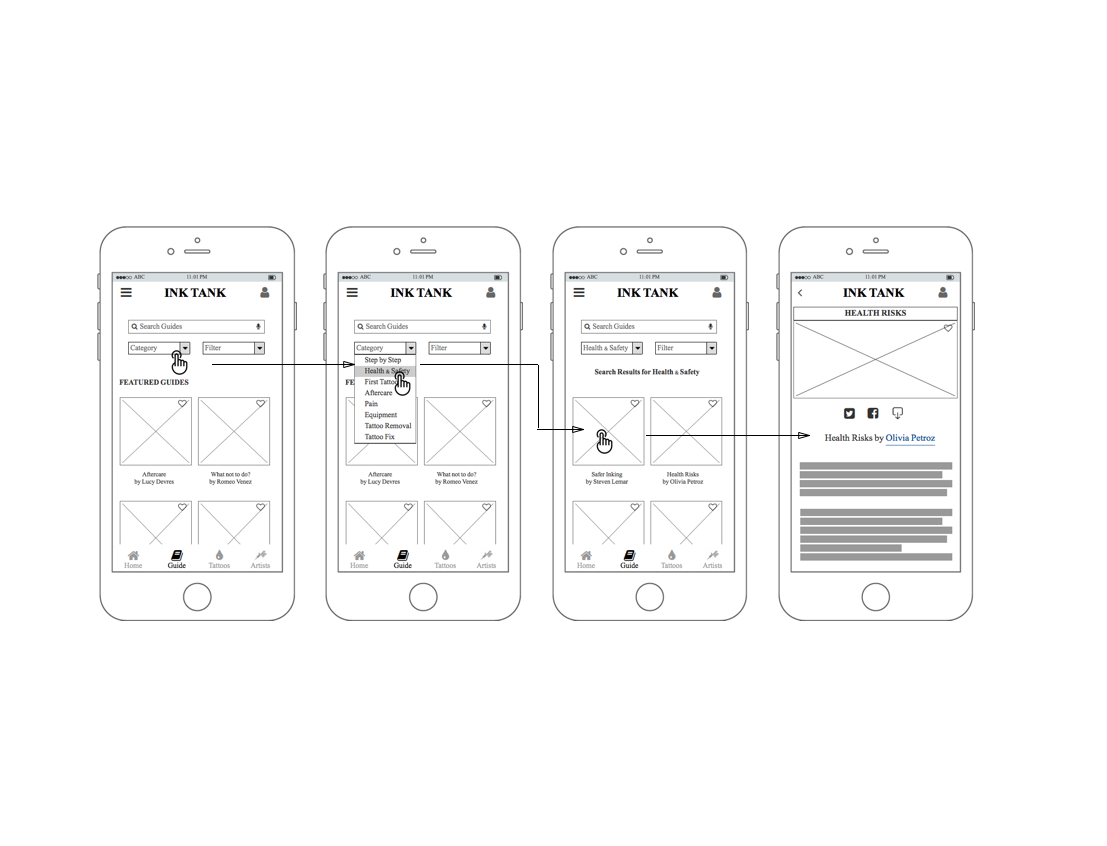 ABC 11:01 PM
INK TANK
Search Guides
Category Filter
FEATURED GUIDES
Aftercare What not to do?
by Lucy Devres by Romeo Venez
Home Guide Tattoos Artists
ABC 11:01 PM
INK TANK
Search Guides
Category Filter
Step by Step
Health & Safety
First Tattoo
Aftercare
Pain
Equipment
Tattoo Removal
Tattoo Fix
FE
Aftercare What not to do?
by Lucy Devres by Romeo Venez
Home Guide Tattoos Artists
ABC 11:01 PM
INK TANK
Search Guides
Health & Safety Filter
Search Results for Health & Safety
Safer Inking Health Risks
by Steven Lemar by Olivia Petroz
Home Guide Tattoos Artists
ABC 11:01 PM
INK TANK
HEALTH RISKS
Health Risks by Olivia Petroz